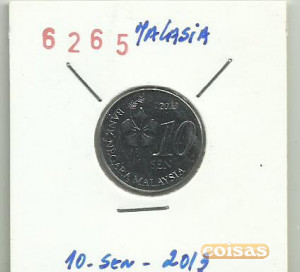 6265 MALASIA
2013
10
SEN
BANK NEGARA MALAYSIA
10-SEN-2013
coisas